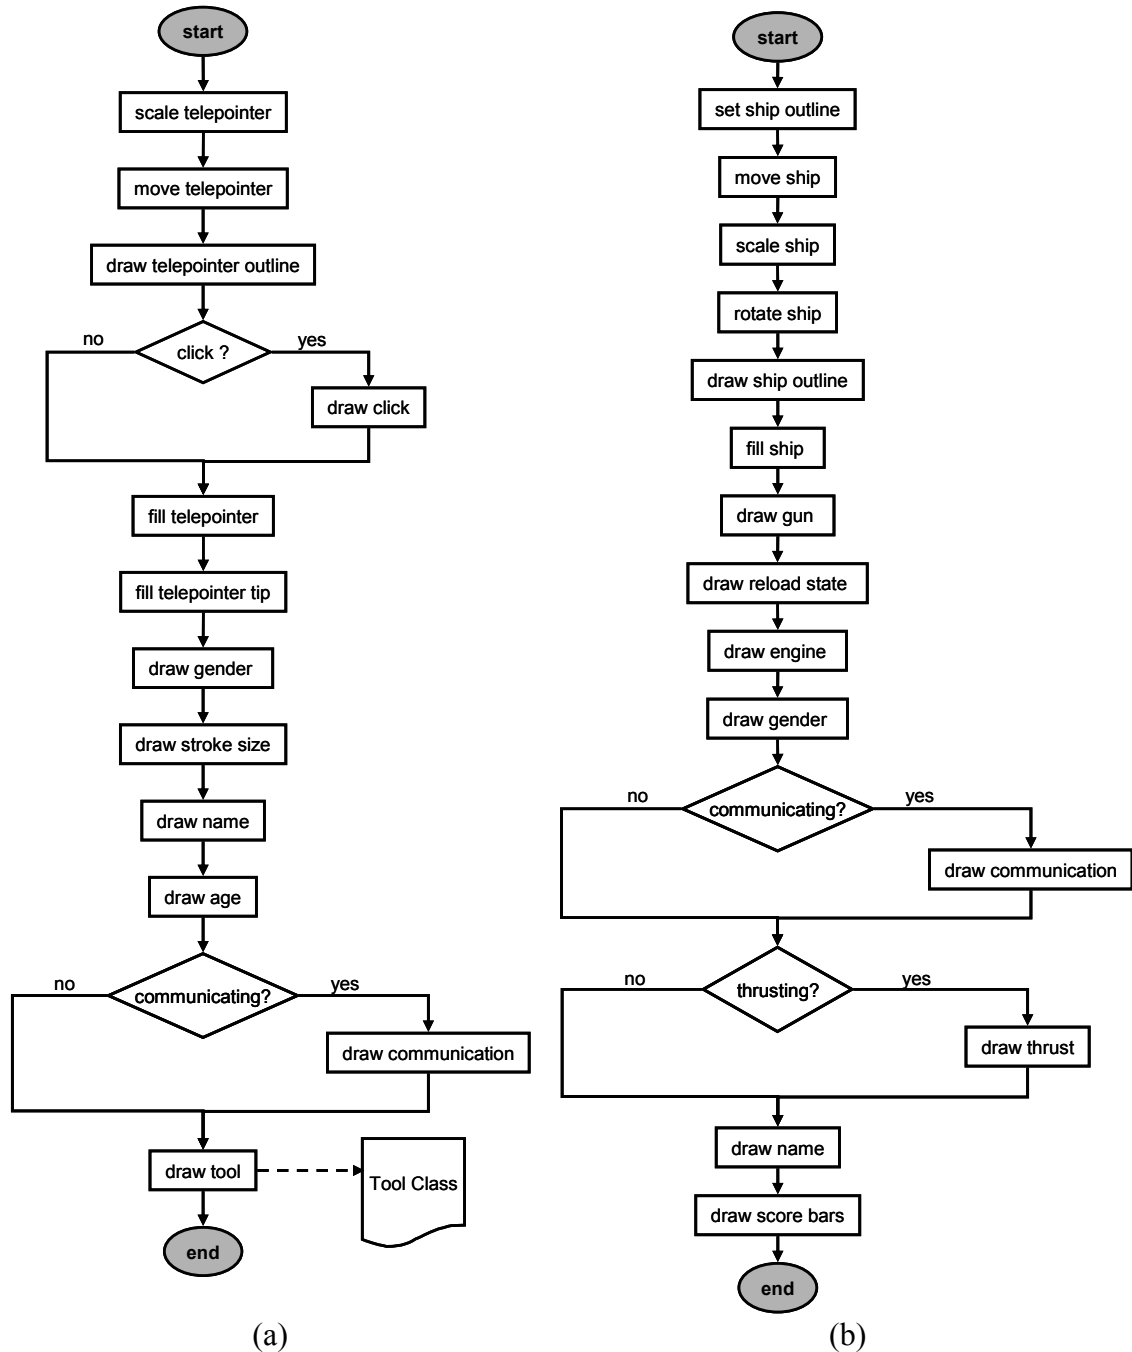 start
scale telepointer
move telepointer
draw telepointer outline
click ?
no
yes
draw click
fill telepointer
fill telepointer tip
draw gender
draw stroke size
draw name
draw age
communicating?
no
yes
draw communication
draw tool
Tool Class
end
(a)
start
set ship outline
move ship
scale ship
rotate ship
draw ship outline
fill ship
draw gun
draw reload state
draw engine
draw gender
communicating?
no
yes
draw communication
thrusting?
no
yes
draw thrust
draw name
draw score bars
end
(b)